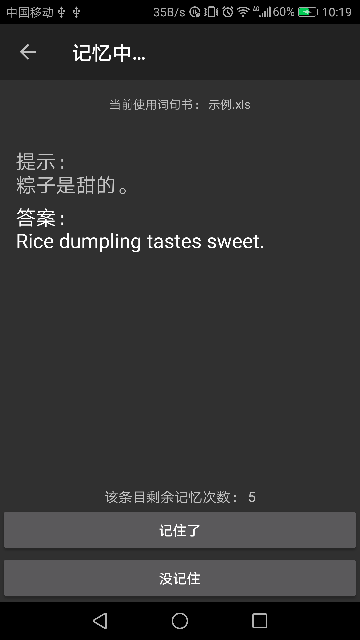 中国移动 35B/s 4G 60% 10:19
记忆中...
当前使用词句书：示例.xls
提示：
粽子是甜的。
答案：
Rice dumpling tastes sweet.
该条目剩余记忆次数：5
记住了
没记住